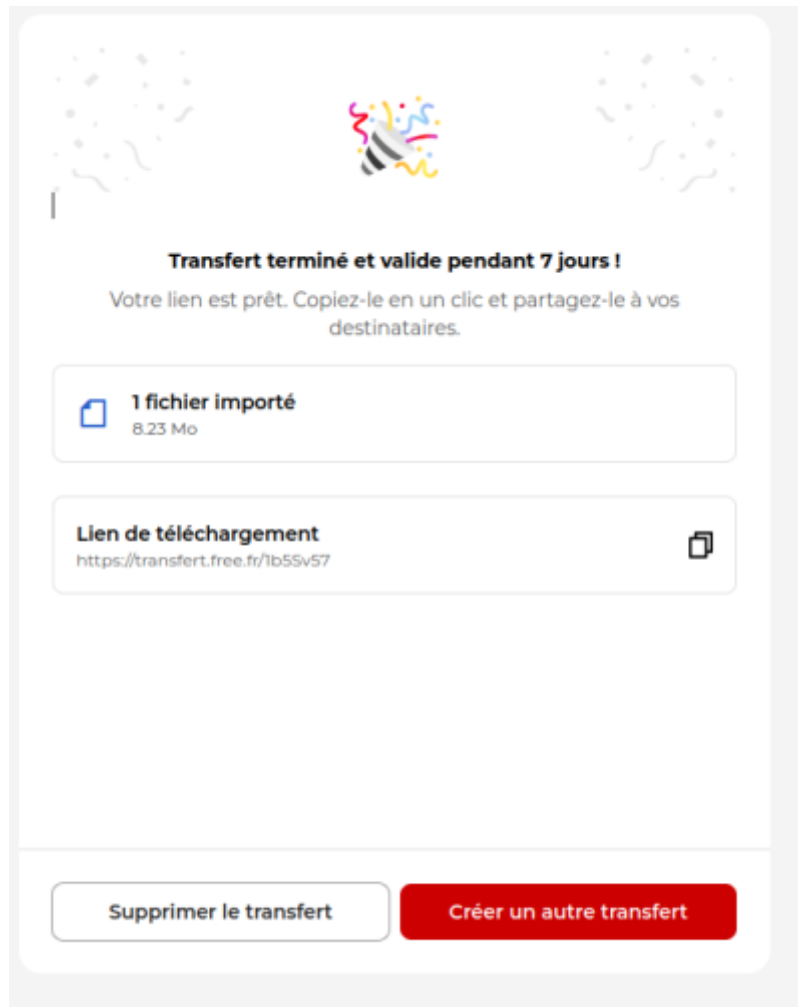 Transfert terminé et valide pendant 7 jours !
Votre lien est prêt. Copiez-le en un clic et partagez-le à vos
destinataires.
1 fichier importé
8.23 Mo
Lien de téléchargement
https://transfert.free.fr/1b5Sv57
Supprimer le transfert
Créer un autre transfert